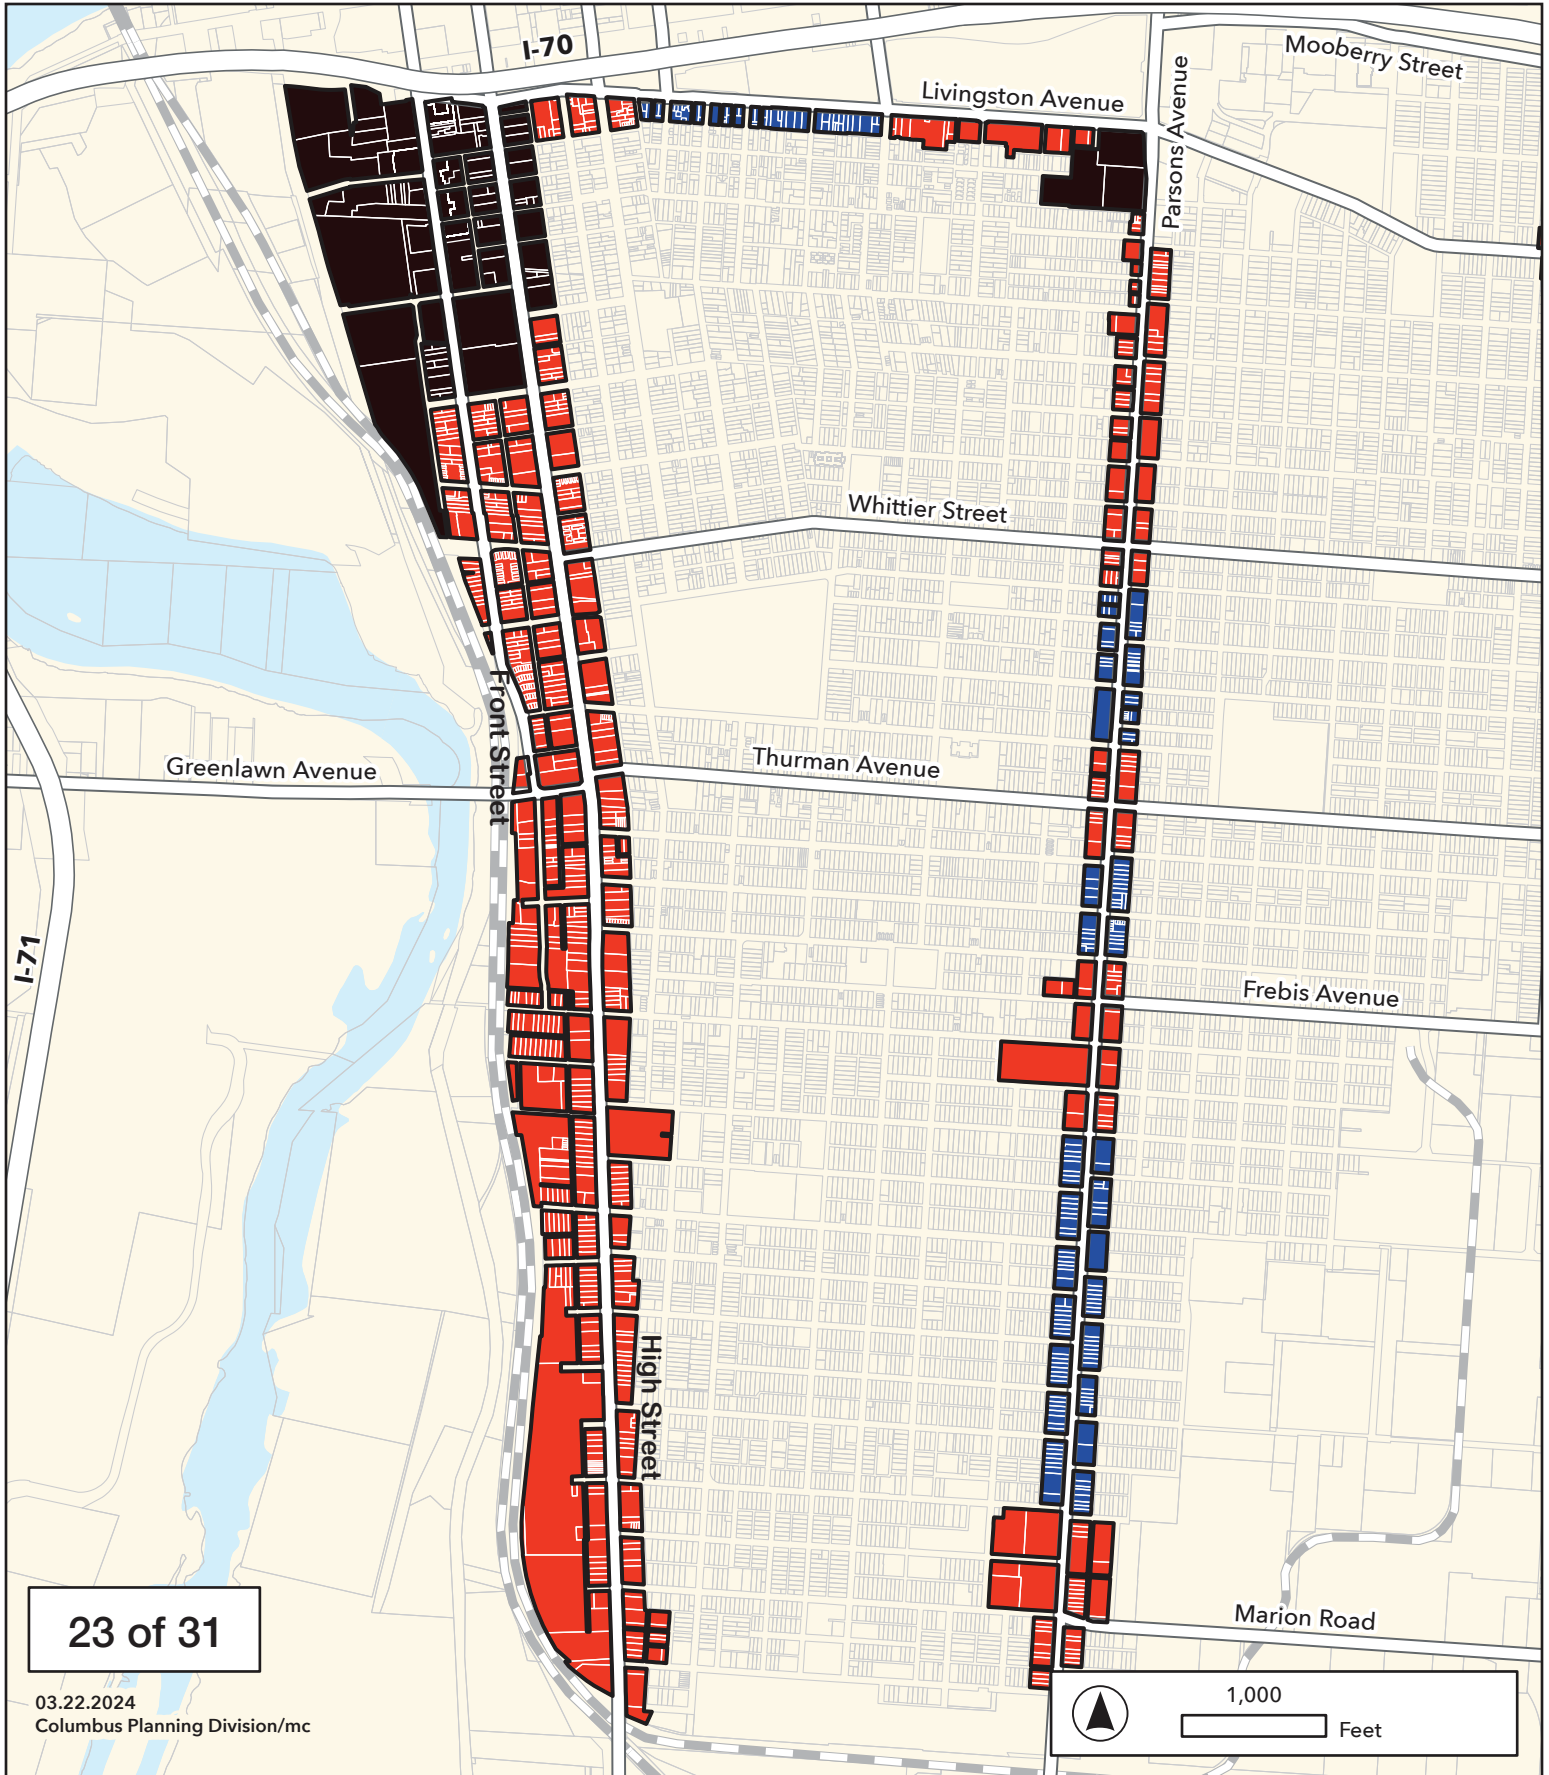 I-70
Mooberry Street
Livingston Avenue
Parsons Avenue
Whittier Street
Front Street
Greenlawn Avenue
Thurman Avenue
I-71
Frebis Avenue
High Street
Marion Road
23 of 31
03.22.2024
Columbus Planning Division/mc
1,000
Feet